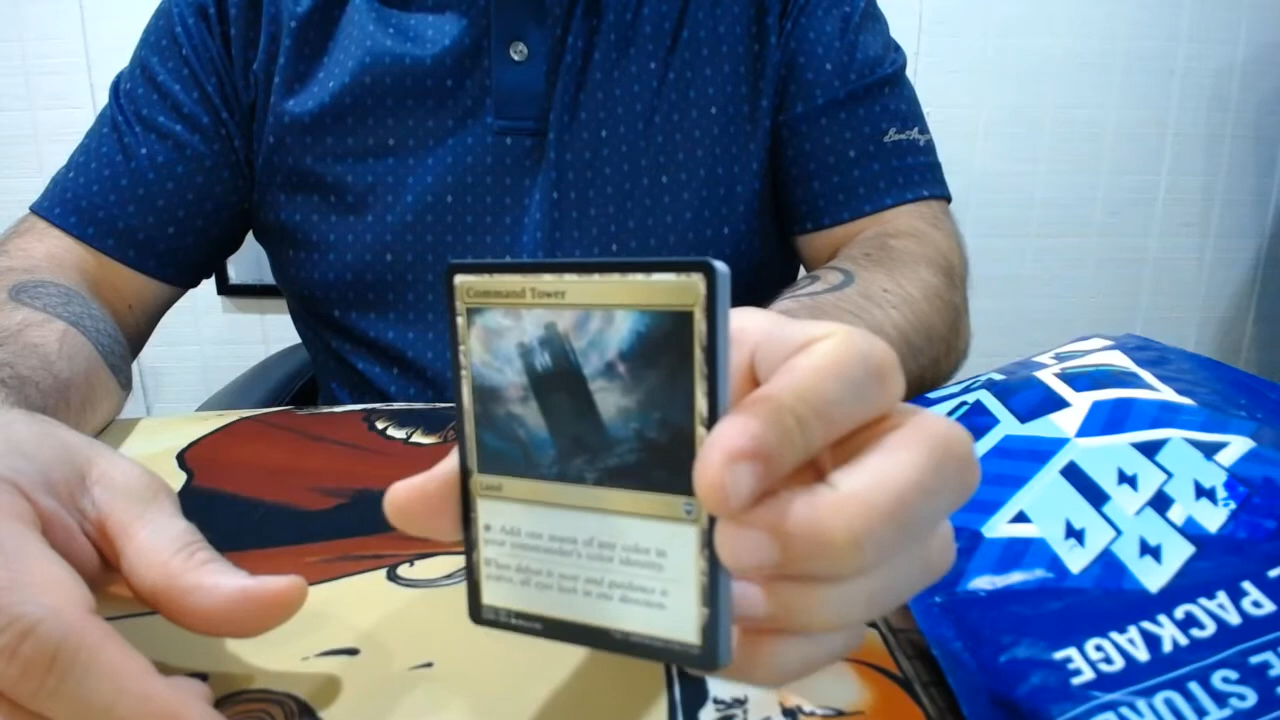 Command Tower
Land
: Add one mana of any color in
your commander's color identity.
When defeat is near and guidance is
scarce, all eyes look in one direction.
PACKAGE